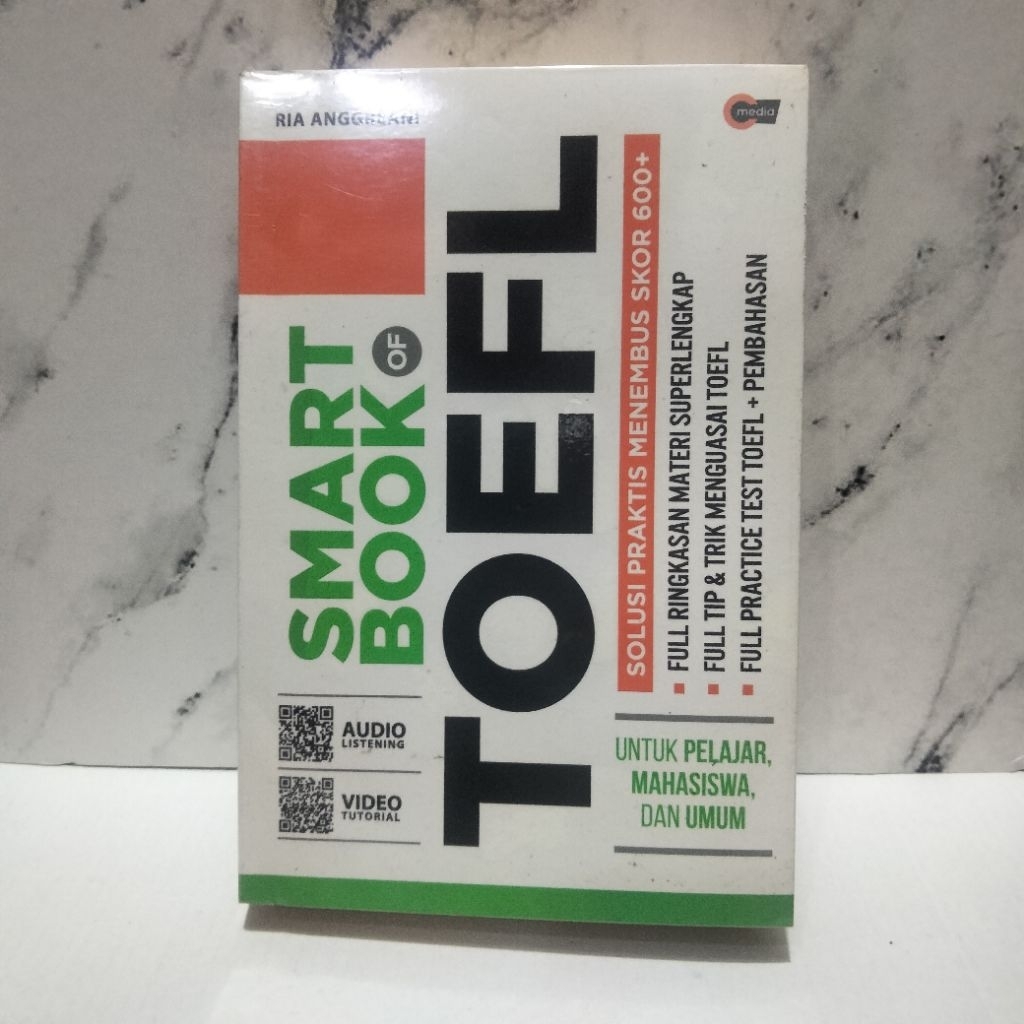 RIA ANGGRIANI
media
SMART
BOOK OF
TOEFL
SOLUSI PRAKTIS MENEMBUS SKOR 600+
FULL RINGKASAN MATERI SUPERLENGKAP
FULL TIP & TRIK MENGUASAI TOEFL
FULL PRACTICE TEST TOEFL + PEMBAHASAN
AUDIO
LISTENING
VIDEO
TUTORIAL
UNTUK PELAJAR,
MAHASISWA,
DAN UMUM